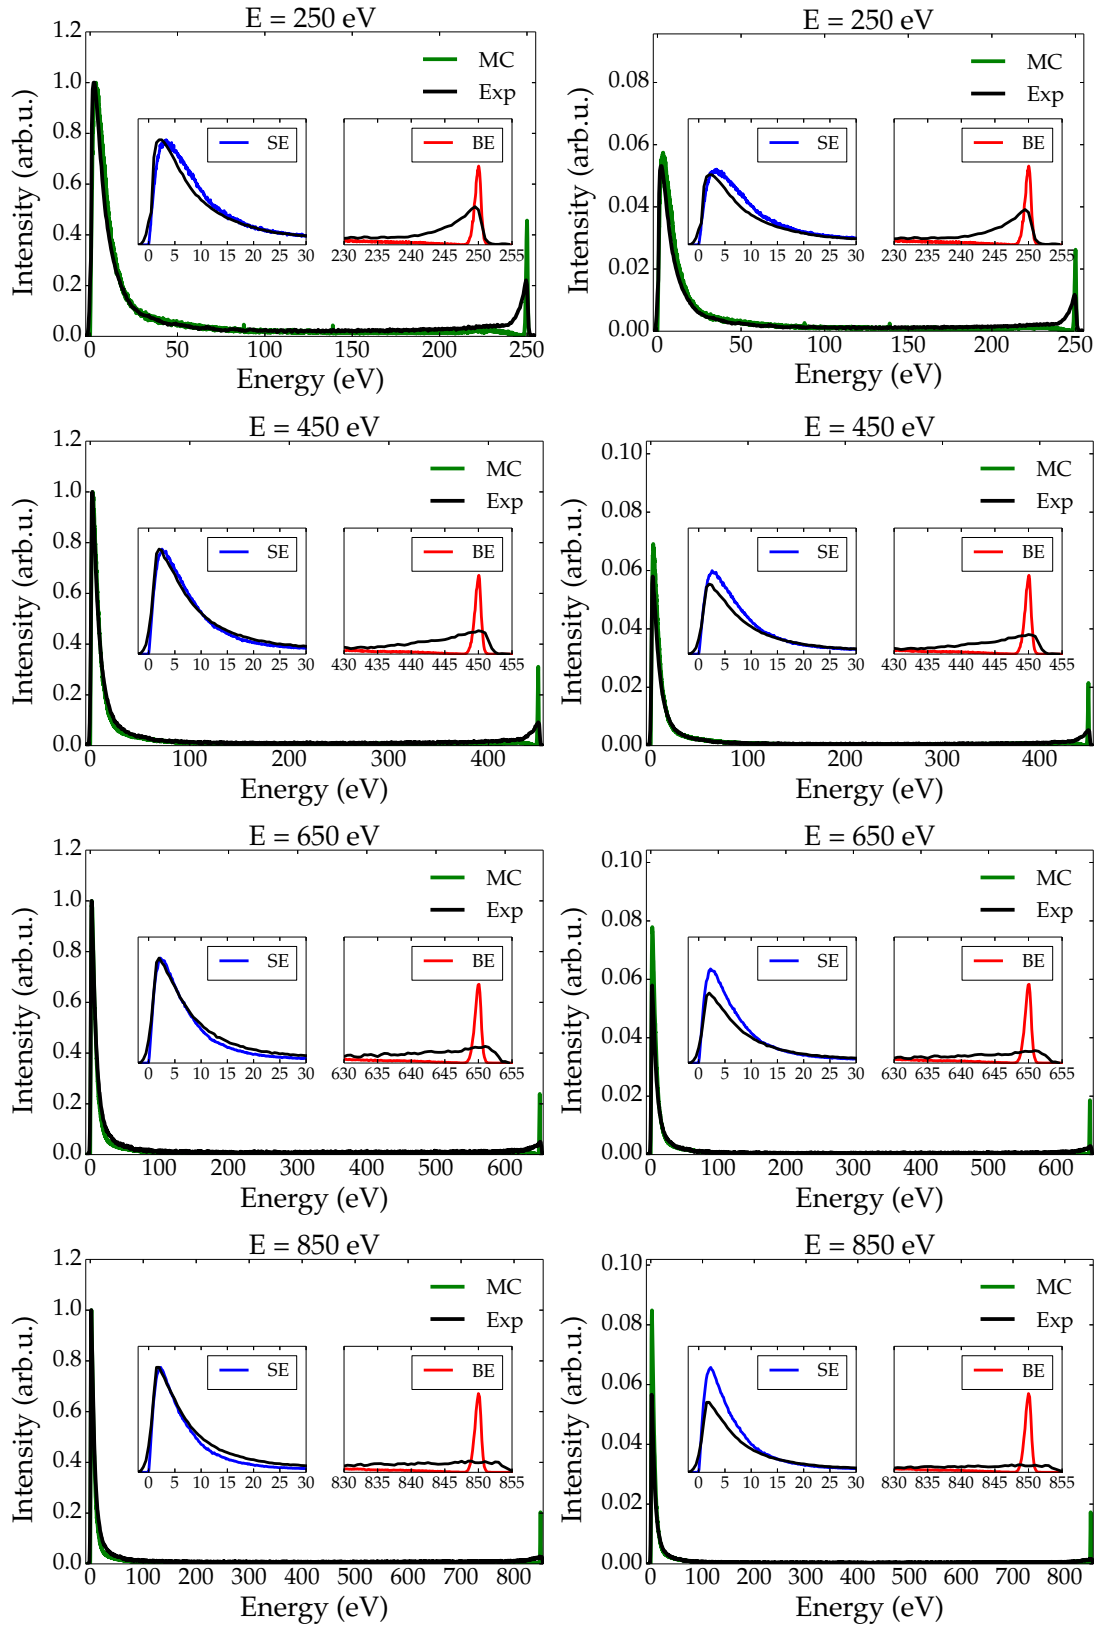 E = 250 eV
Intensity (arb.u.)
1.2
1.0
0.8
0.6
0.4
0.2
0.0
MC
Exp
SE
0 5 10 15 20 25 30
BE
230 235 240 245 250 255
0 50 100 150 200 250
Energy (eV)
E = 250 eV
Intensity (arb.u.)
0.08
0.06
0.04
0.02
0.00
MC
Exp
SE
0 5 10 15 20 25 30
BE
230 235 240 245 250 255
0 50 100 150 200 250
Energy (eV)
E = 450 eV
Intensity (arb.u.)
1.2
1.0
0.8
0.6
0.4
0.2
0.0
MC
Exp
SE
0 5 10 15 20 25 30
BE
430 435 440 445 450 455
0 100 200 300 400
Energy (eV)
E = 450 eV
Intensity (arb.u.)
0.10
0.08
0.06
0.04
0.02
0.00
MC
Exp
SE
0 5 10 15 20 25 30
BE
430 435 440 445 450 455
0 100 200 300 400
Energy (eV)
E = 650 eV
Intensity (arb.u.)
1.2
1.0
0.8
0.6
0.4
0.2
0.0
MC
Exp
SE
0 5 10 15 20 25 30
BE
630 635 640 645 650 655
0 100 200 300 400 500 600
Energy (eV)
E = 650 eV
Intensity (arb.u.)
0.10
0.08
0.06
0.04
0.02
0.00
MC
Exp
SE
0 5 10 15 20 25 30
BE
630 635 640 645 650 655
0 100 200 300 400 500 600
Energy (eV)
E = 850 eV
Intensity (arb.u.)
1.2
1.0
0.8
0.6
0.4
0.2
0.0
MC
Exp
SE
0 5 10 15 20 25 30
BE
830 835 840 845 850 855
0 100 200 300 400 500 600 700 800
Energy (eV)
E = 850 eV
Intensity (arb.u.)
0.10
0.08
0.06
0.04
0.02
0.00
MC
Exp
SE
0 5 10 15 20 25 30
BE
830 835 840 845 850 855
0 100 200 300 400 500 600 700 800
Energy (eV)